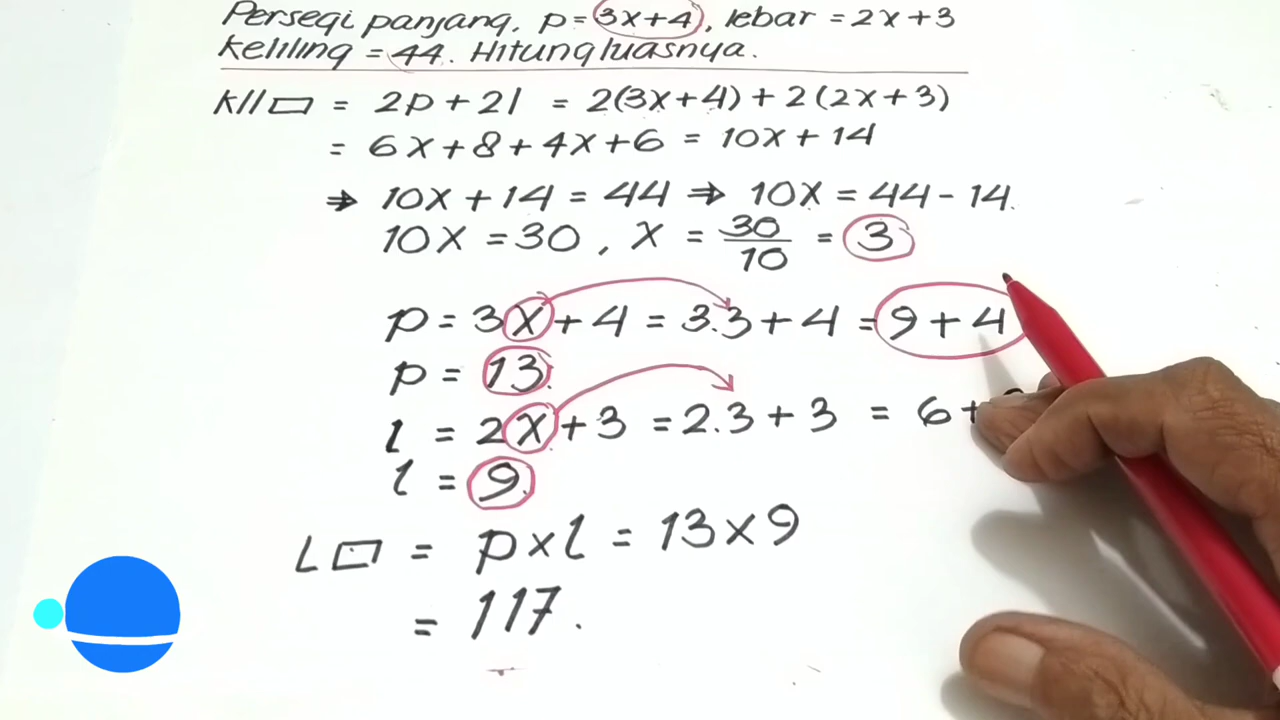 Persegi panjang, p = 3x+4, lebar = 2x+3
Keliling = 44. Hitung luasnya.
Kll▭ = 2p + 2l = 2(3x+4) + 2(2x+3)
= 6x+8+4x+6 = 10x+14
⇒ 10x + 14 = 44 ⇒ 10x = 44 - 14.
10x = 30, x = 30/10 = 3
p = 3x + 4 = 3.3 + 4 = 9 + 4
p = 13.
l = 2x + 3 = 2.3 + 3 = 6 +
l = 9.
L▭ = p x l = 13 x 9
= 117.